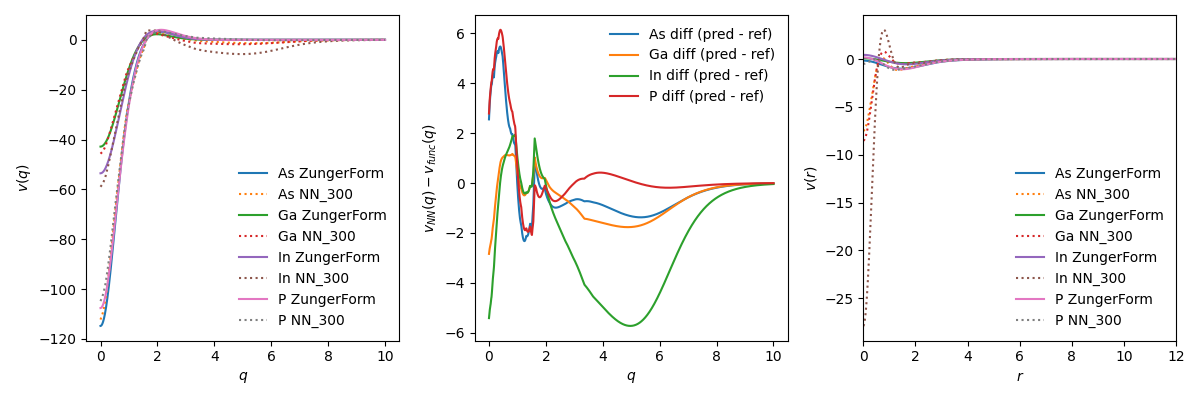 0
−20
−40
−60
−80
−100
−120
0
2
4
6
8
10
v(q)
q
As ZungerForm
As NN_300
Ga ZungerForm
Ga NN_300
In ZungerForm
In NN_300
P ZungerForm
P NN_300
6
4
2
0
−2
−4
−6
0
2
4
6
8
10
v_NN(q) − v_func(q)
q
As diff (pred - ref)
Ga diff (pred - ref)
In diff (pred - ref)
P diff (pred - ref)
0
−5
−10
−15
−20
−25
0
2
4
6
8
10
12
v(r)
r
As ZungerForm
As NN_300
Ga ZungerForm
Ga NN_300
In ZungerForm
In NN_300
P ZungerForm
P NN_300